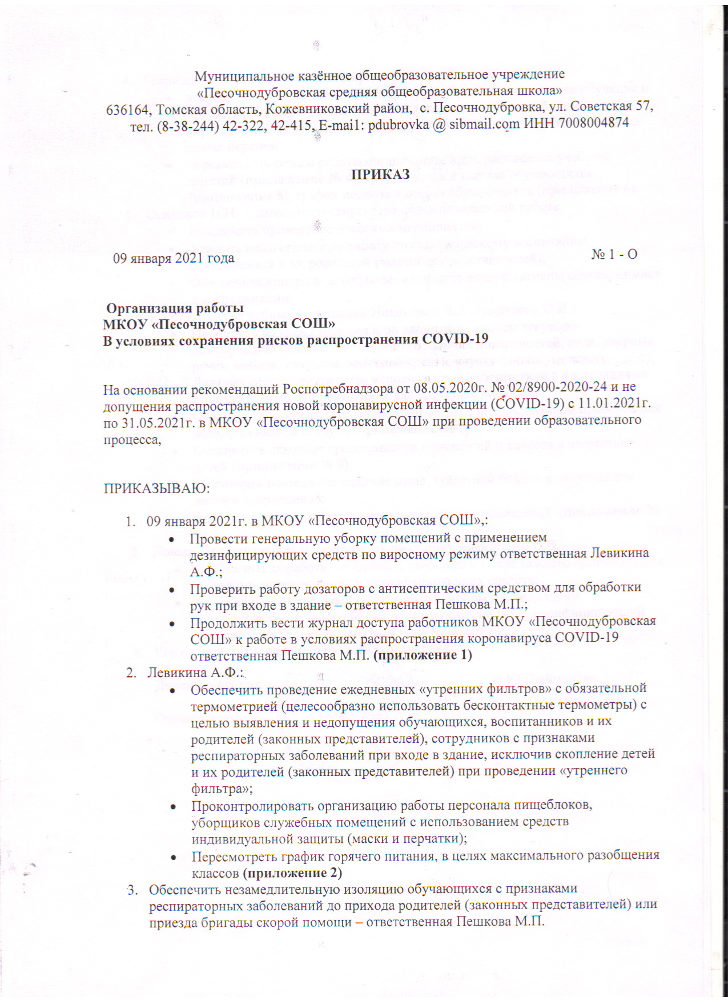 Муниципальное казённое общеобразовательное учреждение
«Песочнодубровская средняя общеобразовательная школа»
636164, Томская область, Кожевниковский район, с. Песочнодубровка, ул. Советская 57,
тел. (8-38-244) 42-322, 42-415, E-mai1: pdubrovka @ sibmail.com ИНН 7008004874
ПРИКАЗ
09 января 2021 года № 1 - О
Организация работы
МКОУ «Песочнодубровская СОШ»
В условиях сохранения рисков распространения COVID-19
На основании рекомендаций Роспотребнадзора от 08.05.2020г. № 02/8900-2020-24 и не
допущения распространения новой коронавирусной инфекции (COVID-19) с 11.01.2021г.
по 31.05.2021г. в МКОУ «Песочнодубровская СОШ» при проведении образовательного
процесса,
ПРИКАЗЫВАЮ:
1. 09 января 2021г. в МКОУ «Песочнодубровская СОШ»,:
• Провести генеральную уборку помещений с применением
дезинфицирующих средств по виросному режиму ответственная Левикина
А.Ф.;
• Проверить работу дозаторов с антисептическим средством для обработки
рук при входе в здание – ответственная Пешкова М.П.;
• Продолжить вести журнал доступа работников МКОУ «Песочнодубровская
СОШ» к работе в условиях распространения коронавируса COVID-19
ответственная Пешкова М.П. (приложение 1)
2. Левикина А.Ф.:
• Обеспечить проведение ежедневных «утренних фильтров» с обязательной
термометрией (целесообразно использовать бесконтактные термометры) с
целью выявления и недопущения обучающихся, воспитанников и их
родителей (законных представителей), сотрудников с признаками
респираторных заболеваний при входе в здание, исключив скопление детей
и их родителей (законных представителей) при проведении «утреннего
фильтра»;
• Проконтролировать организацию работы персонала пищеблоков,
уборщиков служебных помещений с использованием средств
индивидуальной защиты (маски и перчатки);
• Пересмотреть график горячего питания, в целях максимального разобщения
классов (приложение 2)
3. Обеспечить незамедлительную изоляцию обучающихся с признаками
респираторных заболеваний до прихода родителей (законных представителей) или
приезда бригады скорой помощи – ответственная Пешкова М.П.